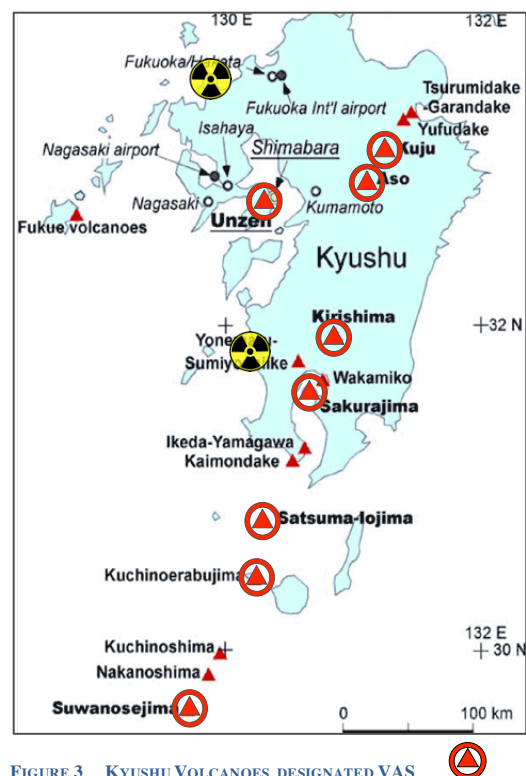 130 E
132 E
Fukuoka/
Tsurumidake
Fukuoka Int'l airport
-Garandake
Yufudake
Isahaya
Nagasaki airport
Shimabara
Kuju
Aso
Nagasaki
Kumamoto
Fukue volcanoes
Unzen
Kyushu
Kirishima
32 N
Sumiyoshiike
Wakamiko
Sakurajima
Ikeda-Yamagawa
Kaimondake
Satsuma-Iojima
Kuchinoerabujima
132 E
Kuchinoshima
30 N
Nakanoshima
Suwanosejima
0
100 km
FIGURE 3 KYUSHU VOLCANOES, DESIGNATED VAS